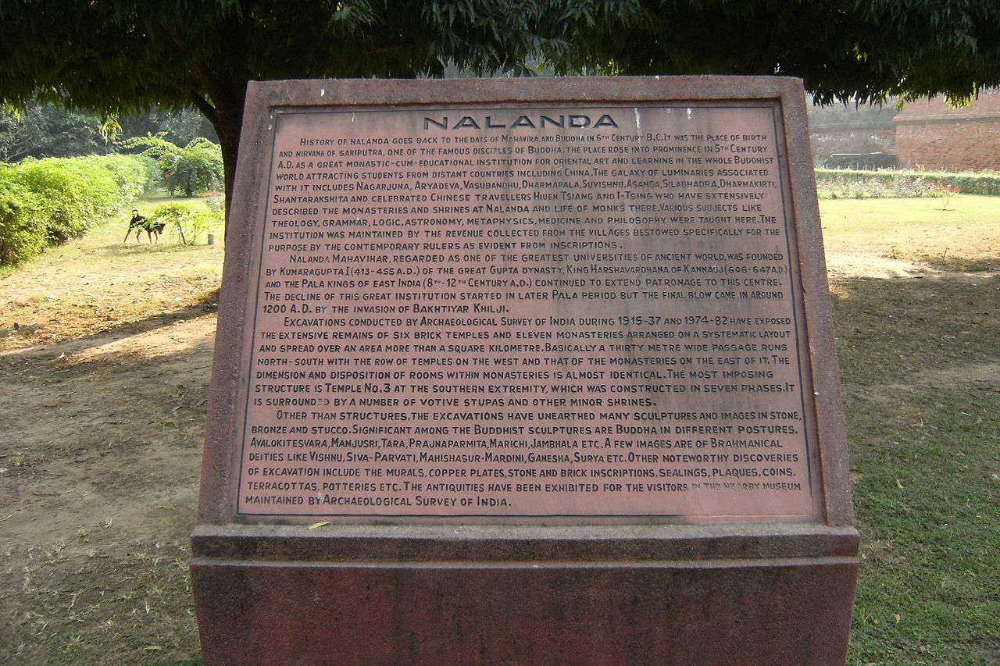 NALANDA
HISTORY OF NALANDA GOES BACK TO THE DAYS OF MAHAVIRA AND BUDDHA IN 6TH CENTURY B.C. IT WAS THE PLACE OF BIRTH
AND NIRVANA OF SARIPUTRA, ONE OF THE FAMOUS DISCIPLES OF BUDDHA. THE PLACE ROSE INTO PROMINENCE IN 5TH CENTURY
A.D. AS A GREAT MONASTIC-CUM-EDUCATIONAL INSTITUTION FOR ORIENTAL ART AND LEARNING IN THE WHOLE BUDDHIST
WORLD ATTRACTING STUDENTS FROM DISTANT COUNTRIES INCLUDING CHINA. THE GALAXY OF LUMINARIES ASSOCIATED
WITH IT INCLUDES NAGARJUNA, ARYADEVA, VASUBANDHU, DHARMAPALA, SUVISHNU, ASANGA, SILABHADRA, DHARMAKIRTI,
SHANTARAKSHITA AND CELEBRATED CHINESE TRAVELLERS HIUEN TSIANG AND I-TSING WHO HAVE EXTENSIVELY
DESCRIBED THE MONASTERIES AND SHRINES AT NALANDA AND LIFE OF MONKS THERE. VARIOUS SUBJECTS LIKE
THEOLOGY, GRAMMAR, LOGIC, ASTRONOMY, METAPHYSICS, MEDICINE AND PHILOSOPHY WERE TAUGHT HERE. THE
INSTITUTION WAS MAINTAINED BY THE REVENUE COLLECTED FROM THE VILLAGES BESTOWED SPECIFICALLY FOR THE
PURPOSE BY THE CONTEMPORARY RULERS AS EVIDENT FROM INSCRIPTIONS.
NALANDA MAHAVIHAR, REGARDED AS ONE OF THE GREATEST UNIVERSITIES OF ANCIENT WORLD, WAS FOUNDED
BY KUMARAGUPTA I (413-455 A.D.) OF THE GREAT GUPTA DYNASTY, KING HARSHAVARDHANA OF KANNAUJ (606-647 A.D.)
AND THE PALA KINGS OF EAST INDIA (8TH-12TH CENTURY A.D.) CONTINUED TO EXTEND PATRONAGE TO THIS CENTRE.
THE DECLINE OF THIS GREAT INSTITUTION STARTED IN LATER PALA PERIOD BUT THE FINAL BLOW CAME IN AROUND
1200 A.D. BY THE INVASION OF BAKHTIYAR KHILJI.
EXCAVATIONS CONDUCTED BY ARCHAEOLOGICAL SURVEY OF INDIA DURING 1915-37 AND 1974-82 HAVE EXPOSED
THE EXTENSIVE REMAINS OF SIX BRICK TEMPLES AND ELEVEN MONASTERIES ARRANGED ON A SYSTEMATIC LAYOUT
AND SPREAD OVER AN AREA MORE THAN A SQUARE KILOMETRE. BASICALLY A THIRTY METRE WIDE PASSAGE RUNS
NORTH-SOUTH WITH THE ROW OF TEMPLES ON THE WEST AND THAT OF THE MONASTERIES ON THE EAST OF IT. THE
DIMENSION AND DISPOSITION OF ROOMS WITHIN MONASTERIES IS ALMOST IDENTICAL. THE MOST IMPOSING
STRUCTURE IS TEMPLE NO.3 AT THE SOUTHERN EXTREMITY, WHICH WAS CONSTRUCTED IN SEVEN PHASES. IT
IS SURROUNDED BY A NUMBER OF VOTIVE STUPAS AND OTHER MINOR SHRINES.
OTHER THAN STRUCTURES, THE EXCAVATIONS HAVE UNEARTHED MANY SCULPTURES AND IMAGES IN STONE,
BRONZE AND STUCCO. SIGNIFICANT AMONG THE BUDDHIST SCULPTURES ARE BUDDHA IN DIFFERENT POSTURES,
AVALOKITESVARA, MANJUSRI, TARA, PRAJNAPARMITA, MARICHI, JAMBHALA ETC. A FEW IMAGES ARE OF BRAHMANICAL
DEITIES LIKE VISHNU, SIVA-PARVATI, MAHISHASUR-MARDINI, GANESHA, SURYA ETC. OTHER NOTEWORTHY DISCOVERIES
OF EXCAVATION INCLUDE THE MURALS, COPPER PLATES, STONE AND BRICK INSCRIPTIONS, SEALINGS, PLAQUES, COINS,
TERRACOTTAS, POTTERIES ETC. THE ANTIQUITIES HAVE BEEN EXHIBITED FOR THE VISITORS IN THE NEARBY MUSEUM
MAINTAINED BY ARCHAEOLOGICAL SURVEY OF INDIA.